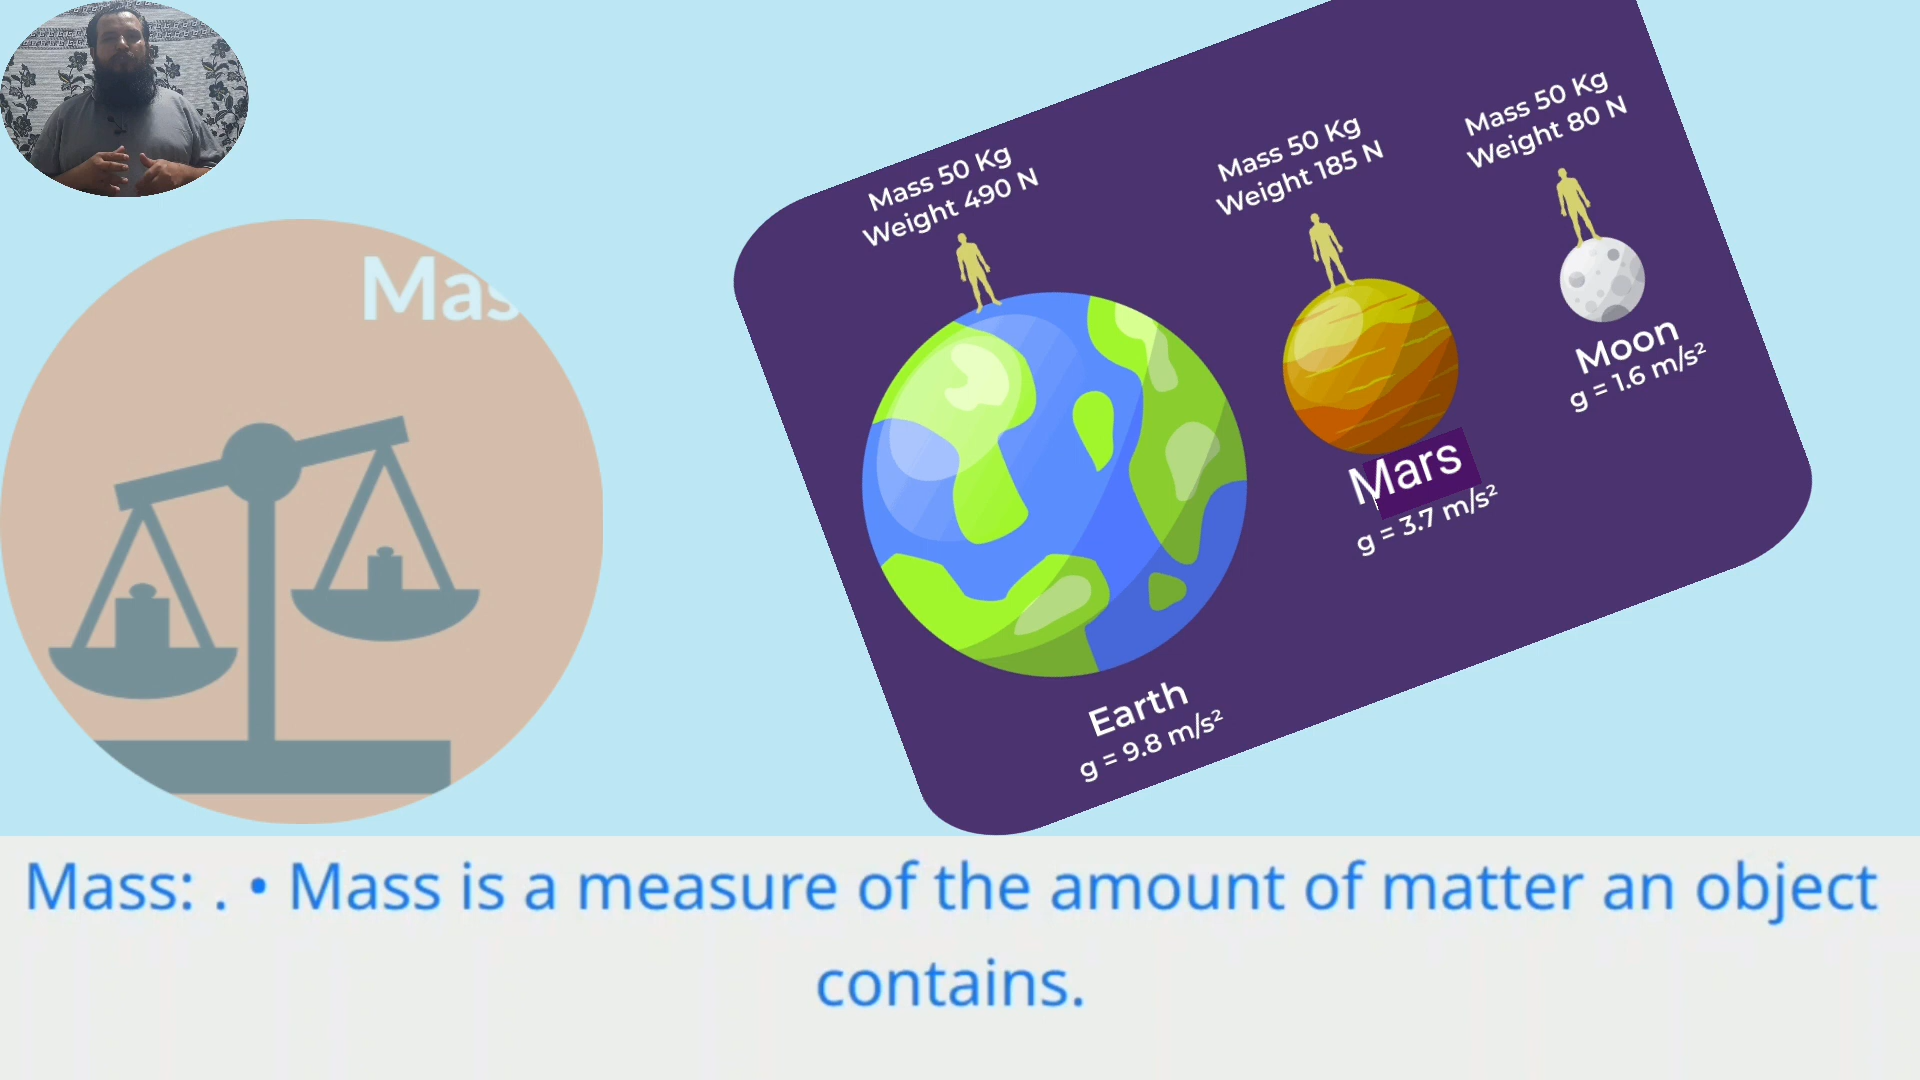 Mas
Mass 50 Kg
Weight 490 N
Mass 50 Kg
Weight 185 N
Mass 50 Kg
Weight 80 N
Moon
g = 1.6 m/s²
Mars
g = 3.7 m/s²
Earth
g = 9.8 m/s²
Mass: . • Mass is a measure of the amount of matter an object
contains.